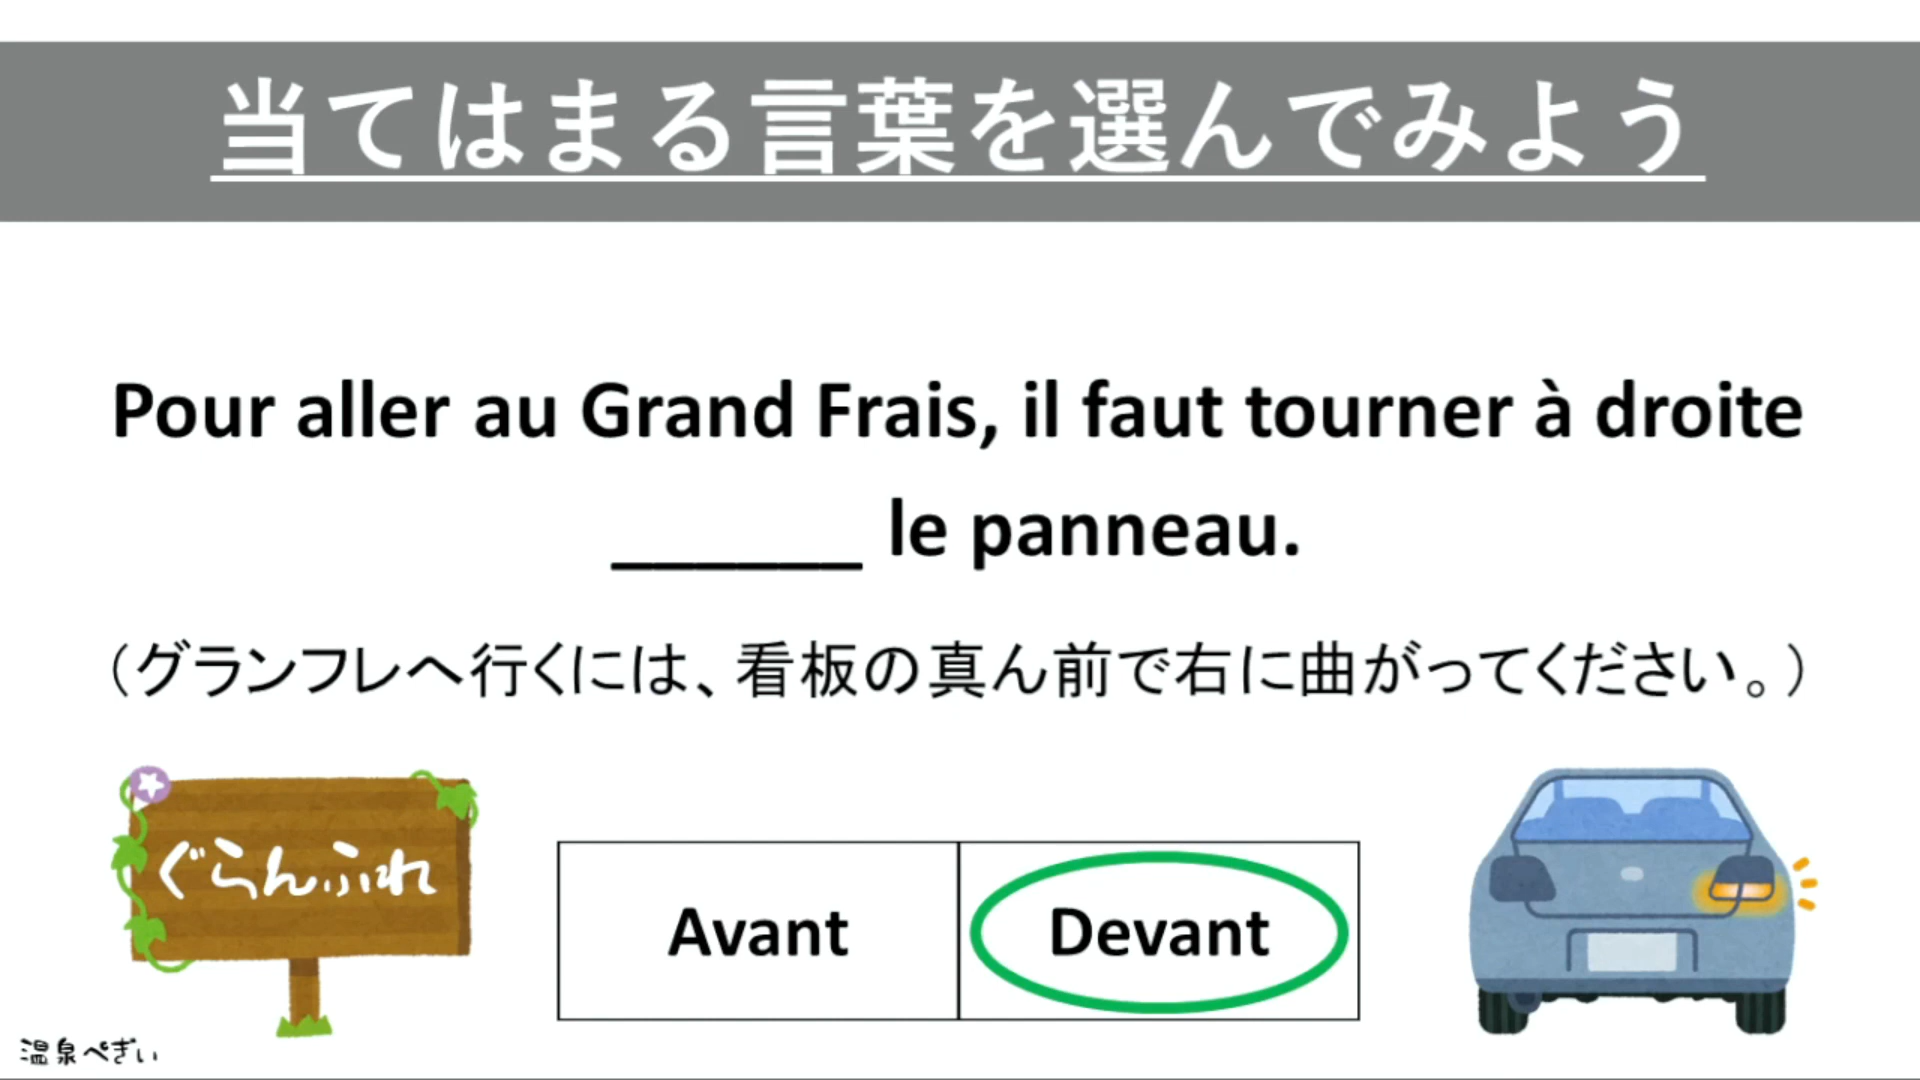 当てはまる言葉を選んでみよう
Pour aller au Grand Frais, il faut tourner à droite
______ le panneau.
（グランフレへ行くには、看板の真ん前で右に曲がってください。）
ぐらんふれ
Avant
Devant
温泉ぺぎい